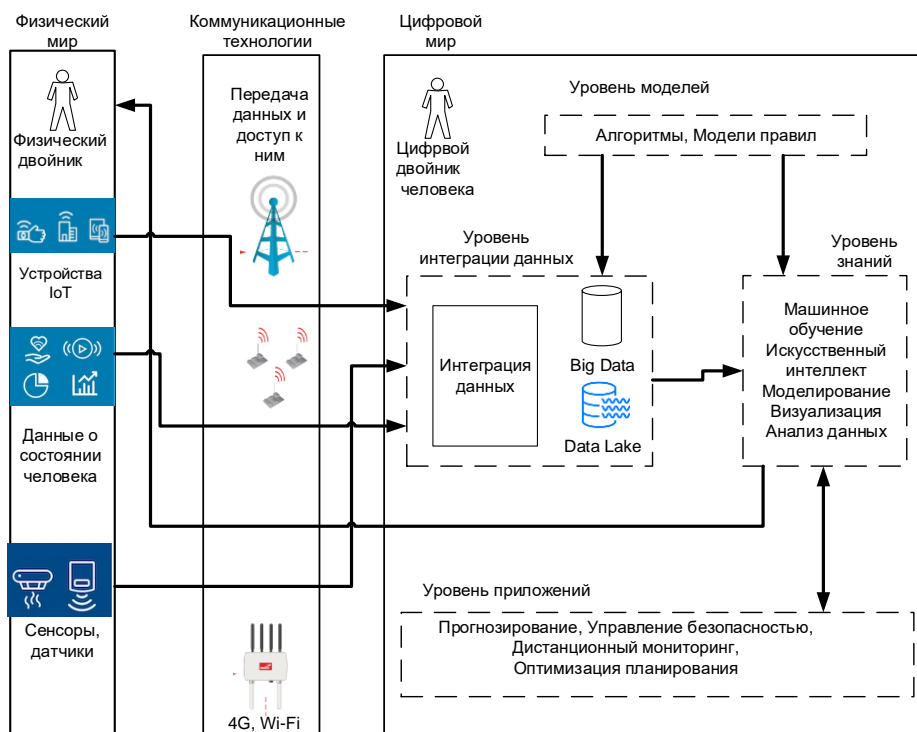 Физический
мир
Коммуникационные
технологии
Цифровой
мир
Физический
двойник
Устройства
IoT
Данные о
состоянии
человека
Сенсоры,
датчики
Передача
данных и
доступ к
ним
4G, Wi-Fi
Цифрвой
двойник
человека
Уровень моделей
Алгоритмы, Модели правил
Уровень
интеграции данных
Интеграция
данных
Big Data
Data Lake
Уровень
знаний
Машинное
обучение
Искусственный
интеллект
Моделирование
Визуализация
Анализ данных
Уровень приложений
Прогнозирование, Управление безопасностью,
Дистанционный мониторинг,
Оптимизация планирования